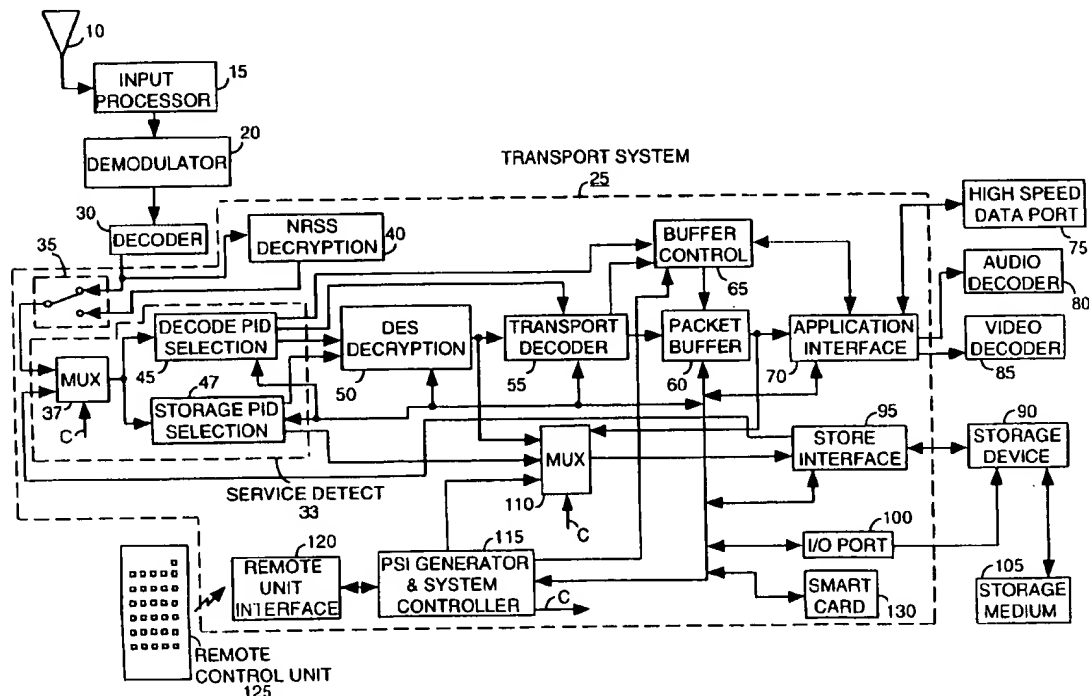 10
INPUT
PROCESSOR
15
20
DEMODULATOR
TRANSPORT SYSTEM
25
30
DECODER
NRSS
DECRYPTION
40
35
BUFFER
CONTROL
65
HIGH SPEED
DATA PORT
75
AUDIO
DECODER
80
DECODE PID
SELECTION
45
DES
DECRYPTION
50
TRANSPORT
DECODER
55
PACKET
BUFFER
60
APPLICATION
INTERFACE
70
VIDEO
DECODER
85
MUX
37
C
47
STORAGE PID
SELECTION
SERVICE DETECT
33
MUX
110
C
95
STORE
INTERFACE
90
STORAGE
DEVICE
100
I/O PORT
105
STORAGE
MEDIUM
SMART
CARD
130
120
REMOTE
UNIT
INTERFACE
115
PSI GENERATOR
& SYSTEM
CONTROLLER
C
REMOTE
CONTROL UNIT
125